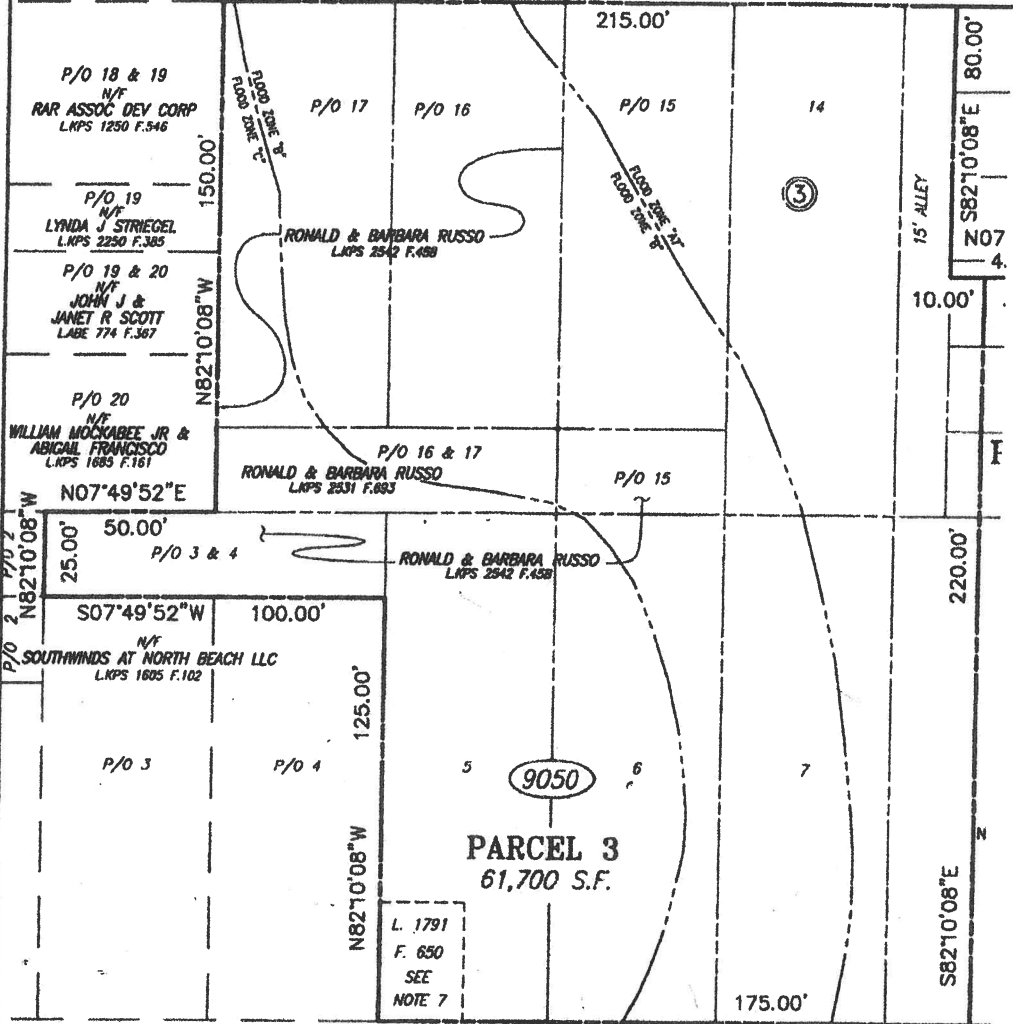 215.00'
80.00'
P/O 18 & 19
N/F
RAR ASSOC DEV CORP
L.KPS 1250 F.546
FLOOD ZONE "B"
FLOOD ZONE "C"
P/O 17
P/O 16
P/O 15
14
S82°10'08"E
150.00'
P/O 19
N/F
LYNDA J STRIEGEL
L.KPS 2250 F.385
FLOOD ZONE "A7"
FLOOD ZONE "B"
3
15' ALLEY
RONALD & BARBARA RUSSO
L.KPS 2542 F.458
N07
4.
P/O 19 & 20
N/F
JOHN J &
JANET R SCOTT
L.ABE 774 F.367
N82°10'08"W
10.00'
P/O 20
N/F
WILLIAM MOCKABEE JR &
ABIGAIL FRANCISCO
L.KPS 1685 F.161
P/O 16 & 17
RONALD & BARBARA RUSSO
L.KPS 2531 F.693
P/O 15
N07°49'52"E
50.00'
P/O 2
N82°10'08"W
25.00'
P/O 3 & 4
RONALD & BARBARA RUSSO
L.KPS 2542 F.458
220.00'
S07°49'52"W
100.00'
P/O 2
N/F
SOUTHWINDS AT NORTH BEACH LLC
L.KPS 1605 F.102
125.00'
P/O 3
P/O 4
5
9050
6
7
N
PARCEL 3
61,700 S.F.
N82°10'08"W
S82°10'08"E
L. 1791
F. 650
SEE
NOTE 7
175.00'